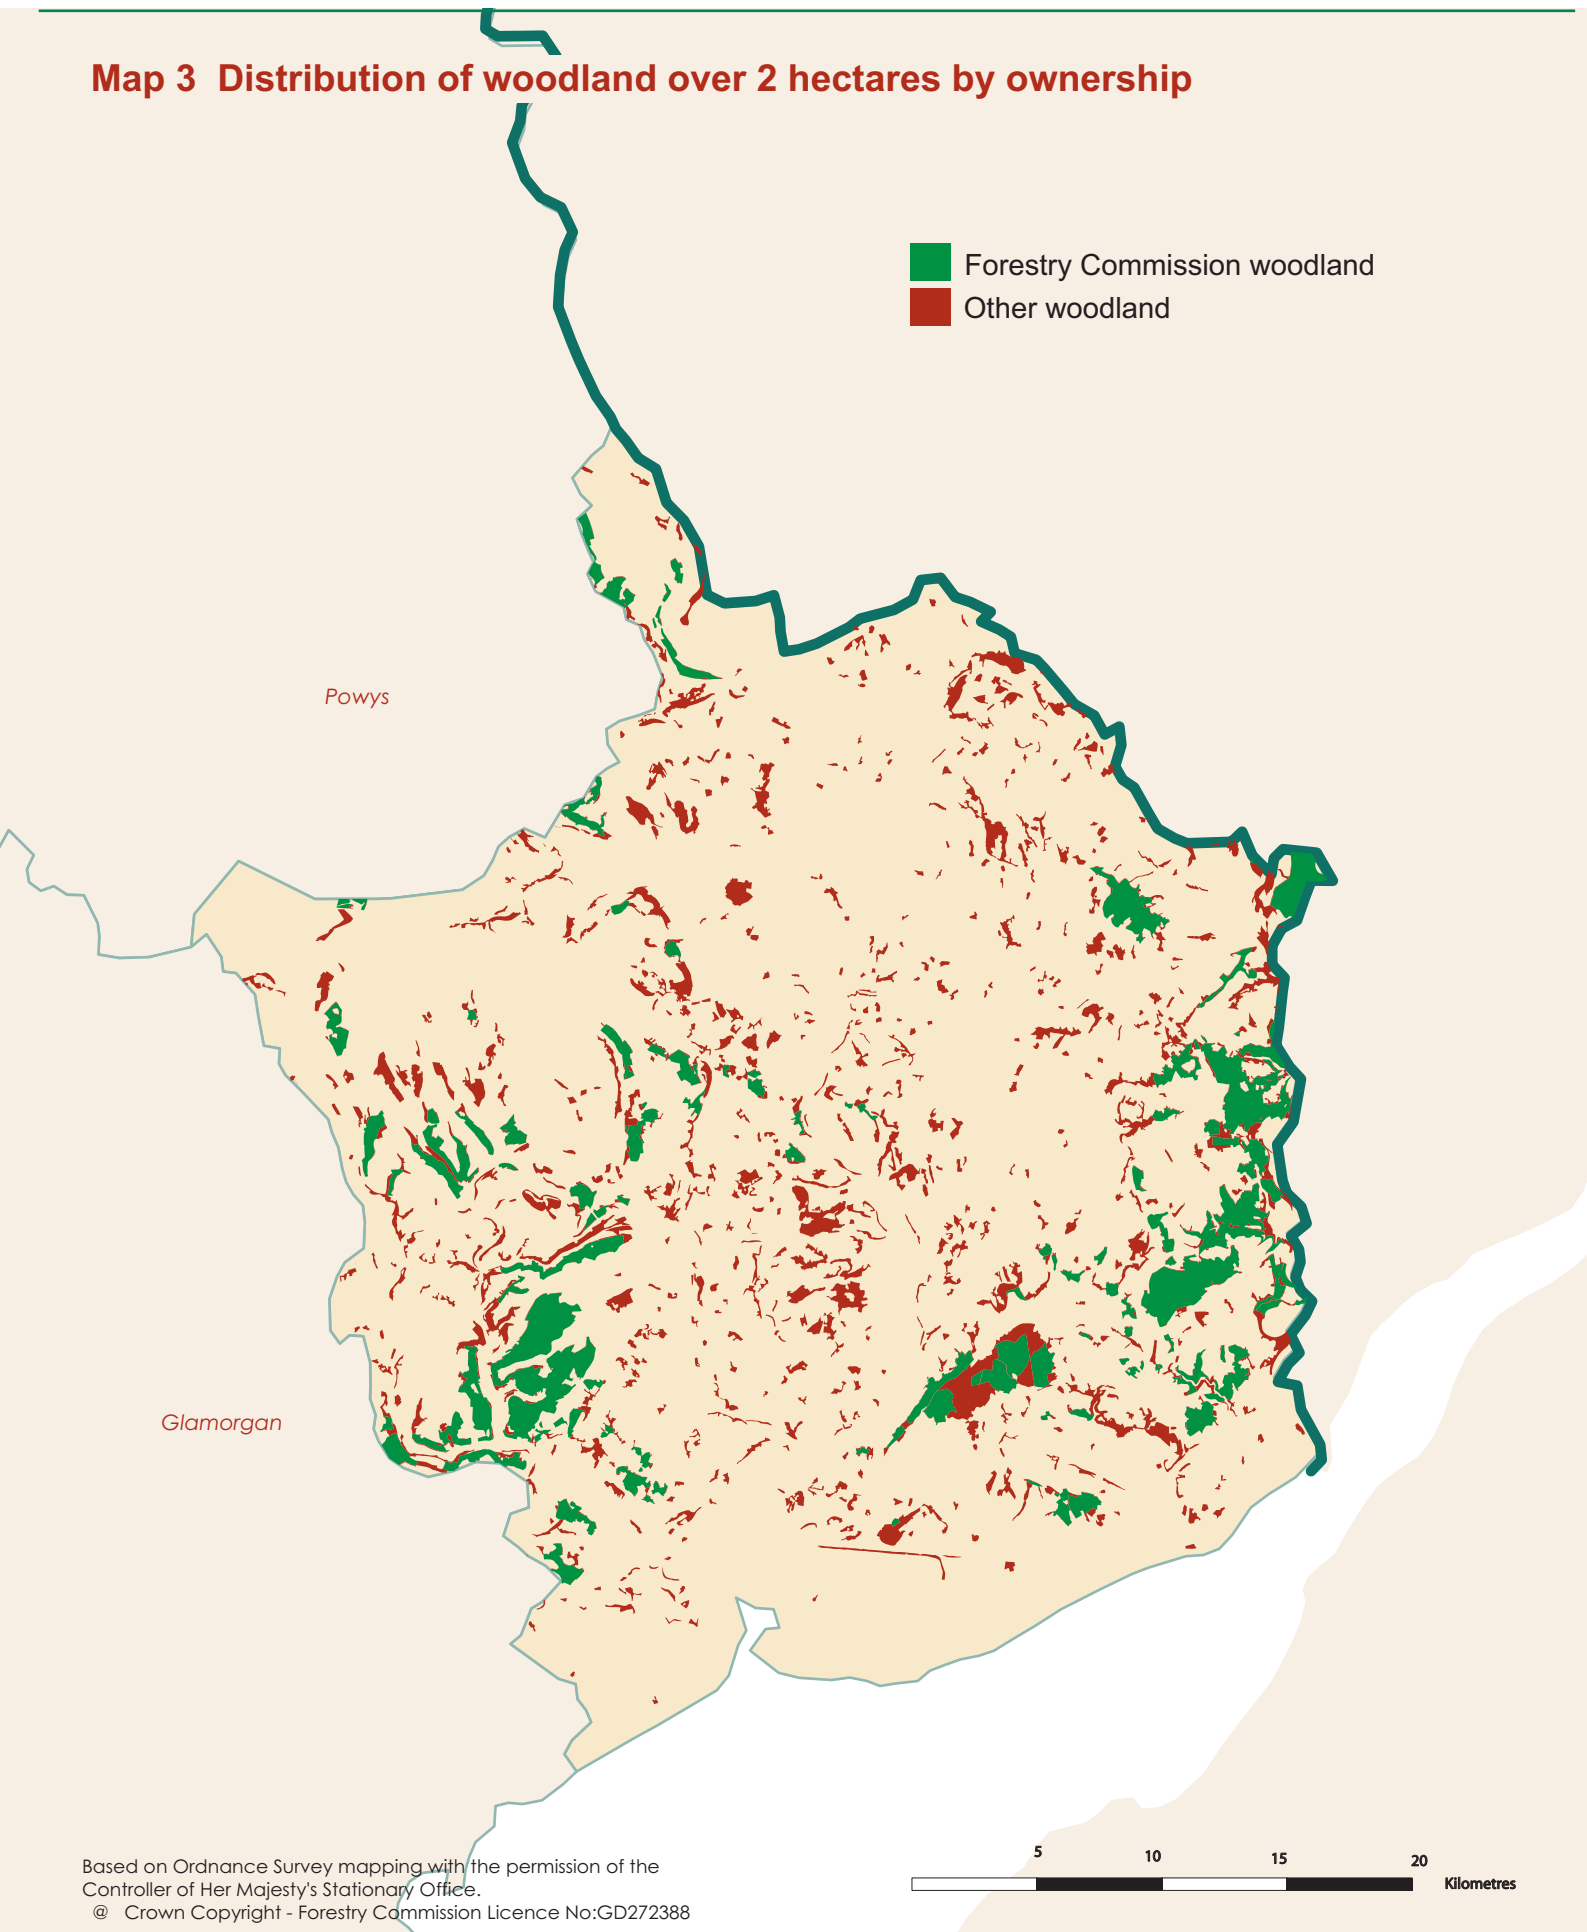 Map 3 Distribution of woodland over 2 hectares by ownership
Forestry Commission woodland
Other woodland
Powys
Glamorgan
5 10 15 20
Kilometres
Based on Ordnance Survey mapping with the permission of the
Controller of Her Majesty's Stationary Office.
@ Crown Copyright - Forestry Commission Licence No:GD272388